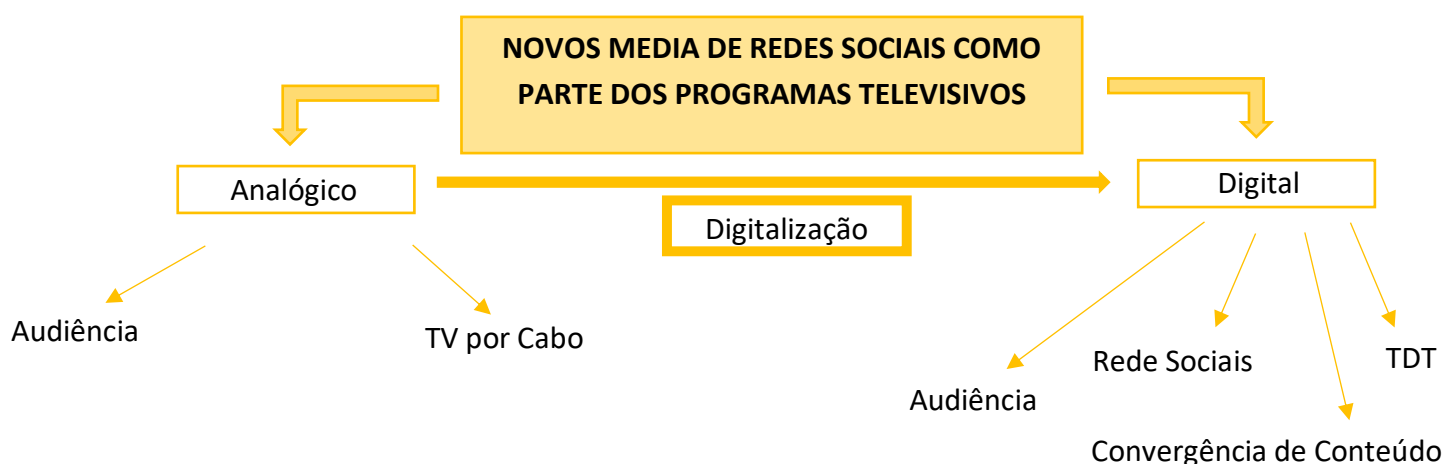 NOVOS MEDIA DE REDES SOCIAIS COMO
PARTE DOS PROGRAMAS TELEVISIVOS
Analógico
Digital
Digitalização
Audiência
TV por Cabo
Rede Sociais
TDT
Audiência
Convergência de Conteúdo